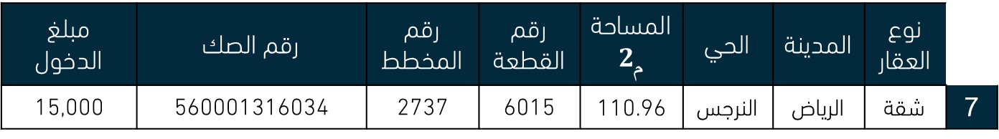 نوع العقار	المدينة	الحي	المساحة م2	رقم القطعة	رقم المخطط	رقم الصك	مبلغ الدخول
7	شقة	الرياض	النرجس	110.96	6015	2737	560001316034	15,000